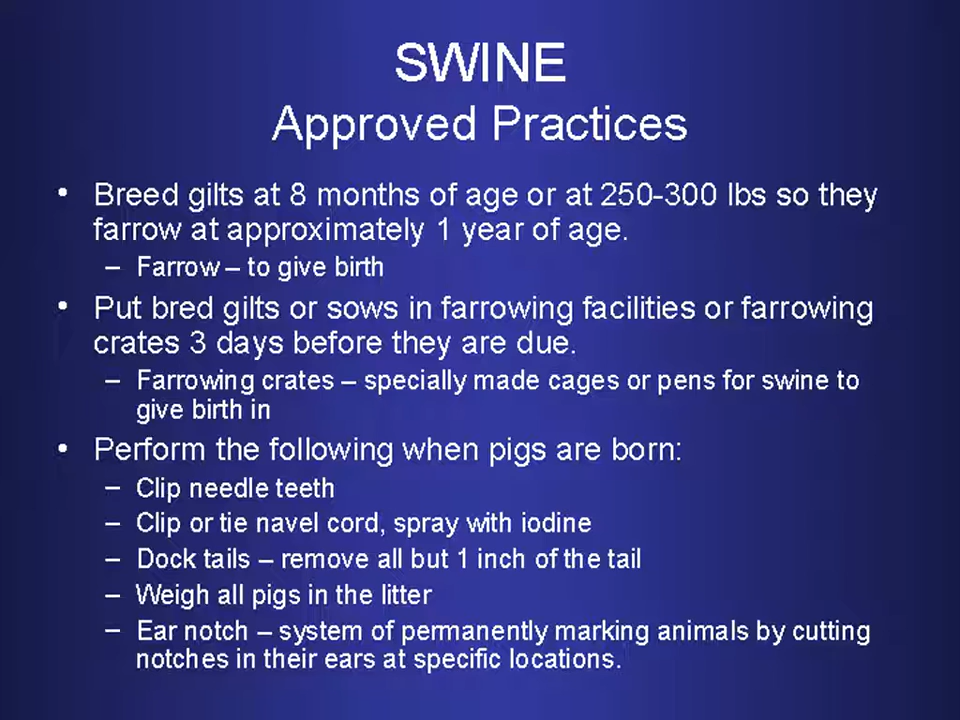 SWINE
Approved Practices
• Breed gilts at 8 months of age or at 250-300 lbs so they
farrow at approximately 1 year of age.
– Farrow – to give birth
• Put bred gilts or sows in farrowing facilities or farrowing
crates 3 days before they are due.
– Farrowing crates – specially made cages or pens for swine to
give birth in
• Perform the following when pigs are born:
– Clip needle teeth
– Clip or tie navel cord, spray with iodine
– Dock tails – remove all but 1 inch of the tail
– Weigh all pigs in the litter
– Ear notch – system of permanently marking animals by cutting
notches in their ears at specific locations.